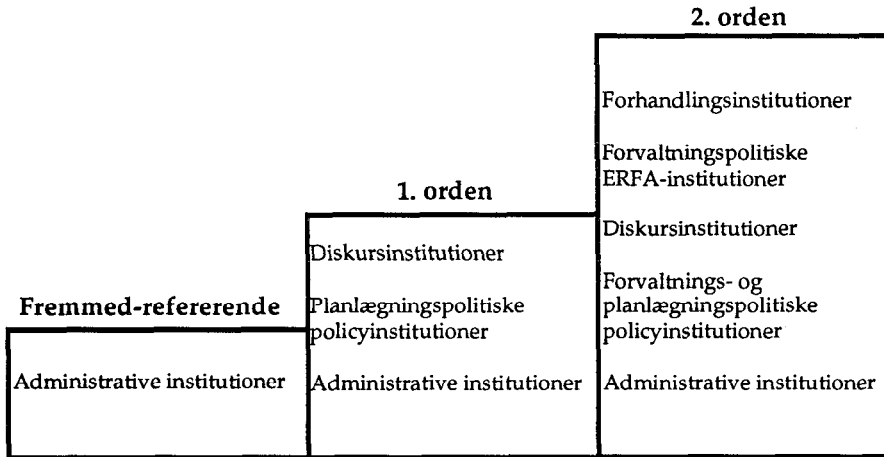 Fremmed-refererende
Administrative institutioner
1. orden
Diskursinstitutioner
Planlægningspolitiske
policyinstitutioner
Administrative institutioner
2. orden
Forhandlingsinstitutioner
Forvaltningspolitiske
ERFA-institutioner
Diskursinstitutioner
Forvaltnings- og
planlægningspolitiske
policyinstitutioner
Administrative institutioner